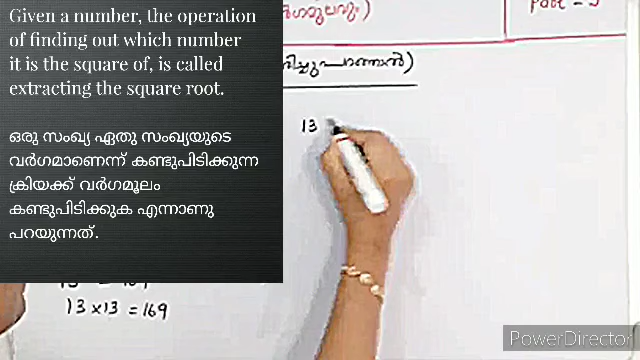 Given a number, the operation
of finding out which number
it is the square of, is called
extracting the square root.
ഒരു സംഖ്യ ഏതു സംഖ്യയുടെ
വർഗമാണെന്ന് കണ്ടുപിടിക്കുന്ന
ക്രിയക്ക് വർഗമൂലം
കണ്ടുപിടിക്കുക എന്നാണു
പറയുന്നത്.
13
13 × 13 = 169
PowerDirector